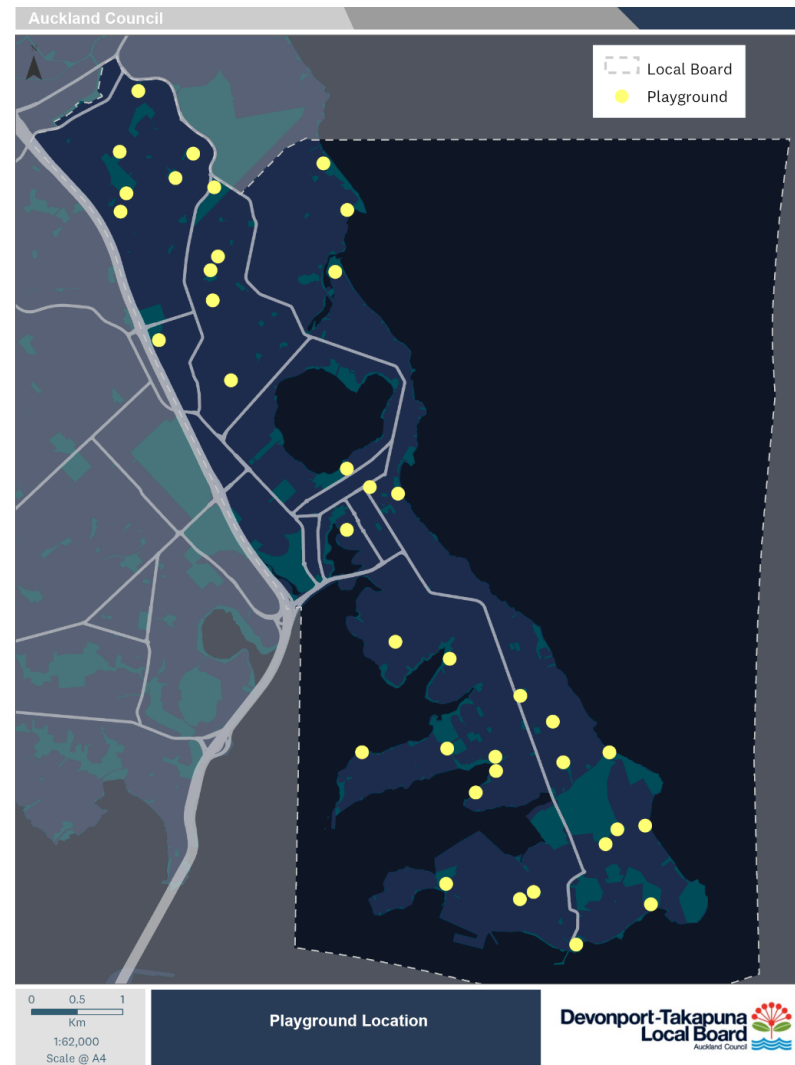 Auckland Council
Local Board
Playground
0 0.5 1
Km
1:62,000
Scale @ A4
Playground Location
Devonport-Takapuna
Local Board
Auckland Council